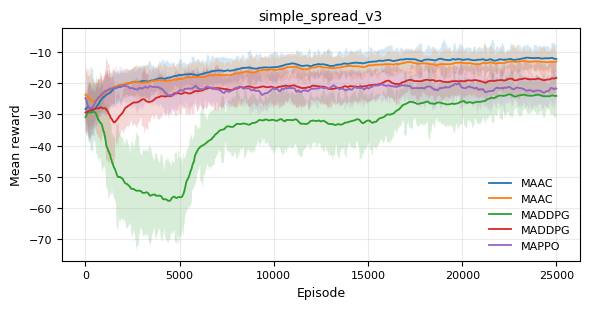 simple_spread_v3
Mean reward
−10
−20
−30
−40
−50
−60
−70
MAAC
MAAC
MADDPG
MADDPG
MAPPO
0
5000
10000
15000
20000
25000
Episode